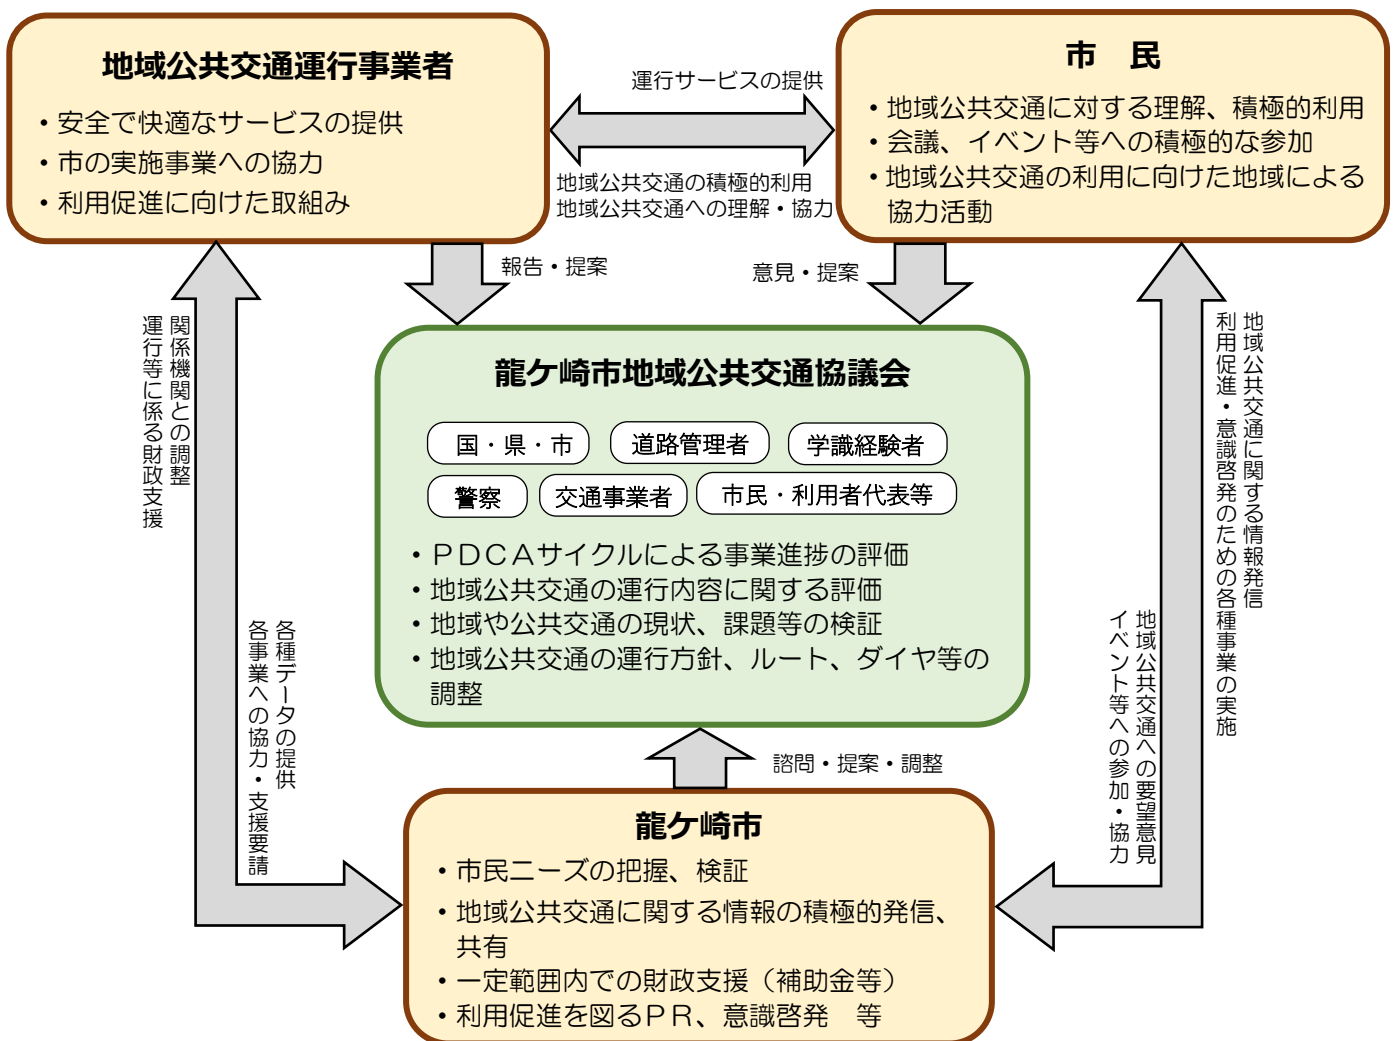 地域公共交通運行事業者
・安全で快適なサービスの提供
・市の実施事業への協力
・利用促進に向けた取組み
運行サービスの提供
地域公共交通の積極的利用
地域公共交通への理解・協力
市　民
・地域公共交通に対する理解、積極的利用
・会議、イベント等への積極的な参加
・地域公共交通の利用に向けた地域による
協力活動
報告・提案
意見・提案
関係機関との調整
運行等に係る財政支援
各種データの提供
各事業への協力・支援要請
龍ケ崎市地域公共交通協議会
国・県・市
道路管理者
学識経験者
警察
交通事業者
市民・利用者代表等
・ＰＤＣＡサイクルによる事業進捗の評価
・地域公共交通の運行内容に関する評価
・地域や公共交通の現状、課題等の検証
・地域公共交通の運行方針、ルート、ダイヤ等の
調整
地域公共交通に関する情報発信
利用促進・意識啓発のための各種事業の実施
地域公共交通への要望意見
イベント等への参加・協力
諮問・提案・調整
龍ケ崎市
・市民ニーズの把握、検証
・地域公共交通に関する情報の積極的発信、
共有
・一定範囲内での財政支援（補助金等）
・利用促進を図るＰＲ、意識啓発　等